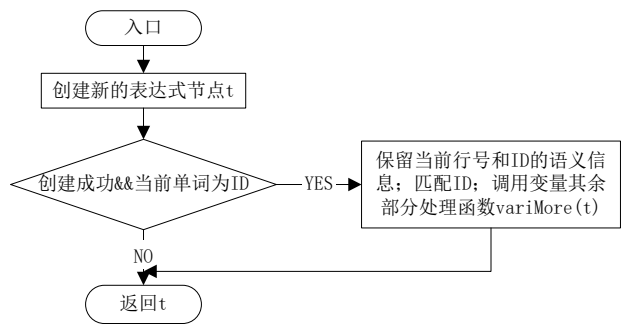 入口
创建新的表达式节点t
创建成功&&当前单词为ID
YES
保留当前行号和ID的语义信
息；匹配ID；调用变量其余
部分处理函数variMore(t)
NO
返回t